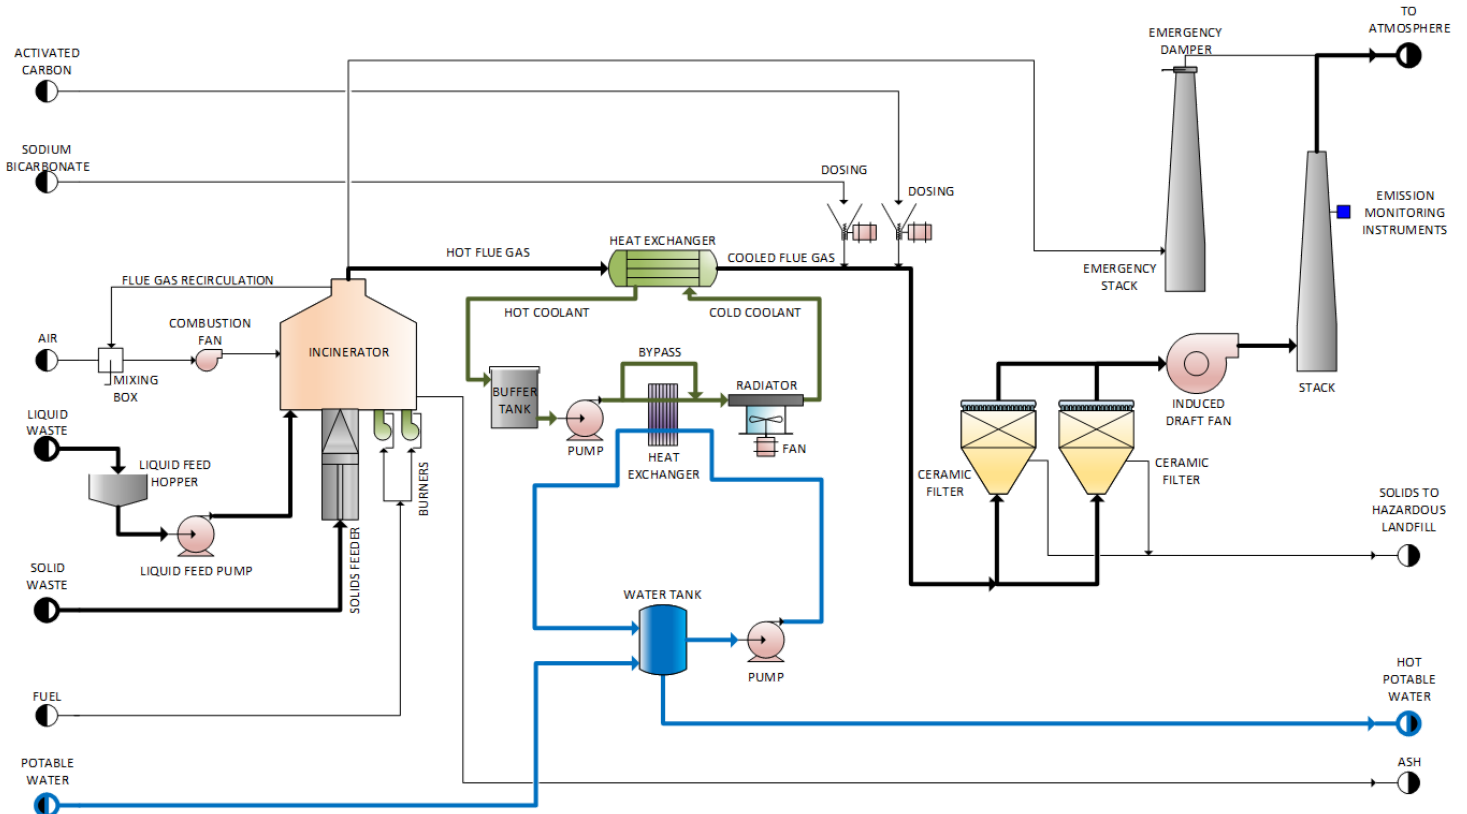 TO
ATMOSPHERE
EMERGENCY
DAMPER
ACTIVATED
CARBON
SODIUM
BICARBONATE
DOSING
DOSING
EMISSION
MONITORING
INSTRUMENTS
HEAT EXCHANGER
HOT FLUE GAS
COOLED FLUE GAS
EMERGENCY
STACK
FLUE GAS RECIRCULATION
HOT COOLANT
COLD COOLANT
COMBUSTION
FAN
AIR
INCINERATOR
BYPASS
MIXING
BOX
BUFFER
TANK
RADIATOR
STACK
INDUCED
DRAFT FAN
LIQUID
WASTE
PUMP
FAN
HEAT
EXCHANGER
LIQUID FEED
HOPPER
BURNERS
CERAMIC
FILTER
CERAMIC
FILTER
SOLIDS TO
HAZARDOUS
LANDFILL
LIQUID FEED PUMP
SOLIDS FEEDER
SOLID
WASTE
WATER TANK
PUMP
FUEL
HOT
POTABLE
WATER
POTABLE
WATER
ASH